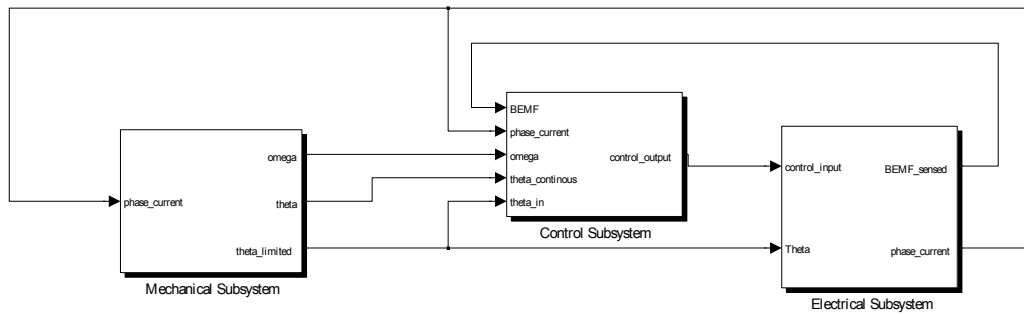 phase_current
omega
theta
theta_limited
Mechanical Subsystem
BEMF
phase_current
omega
theta_continous
theta_in
control_output
Control Subsystem
control_input
Theta
BEMF_sensed
phase_current
Electrical Subsystem